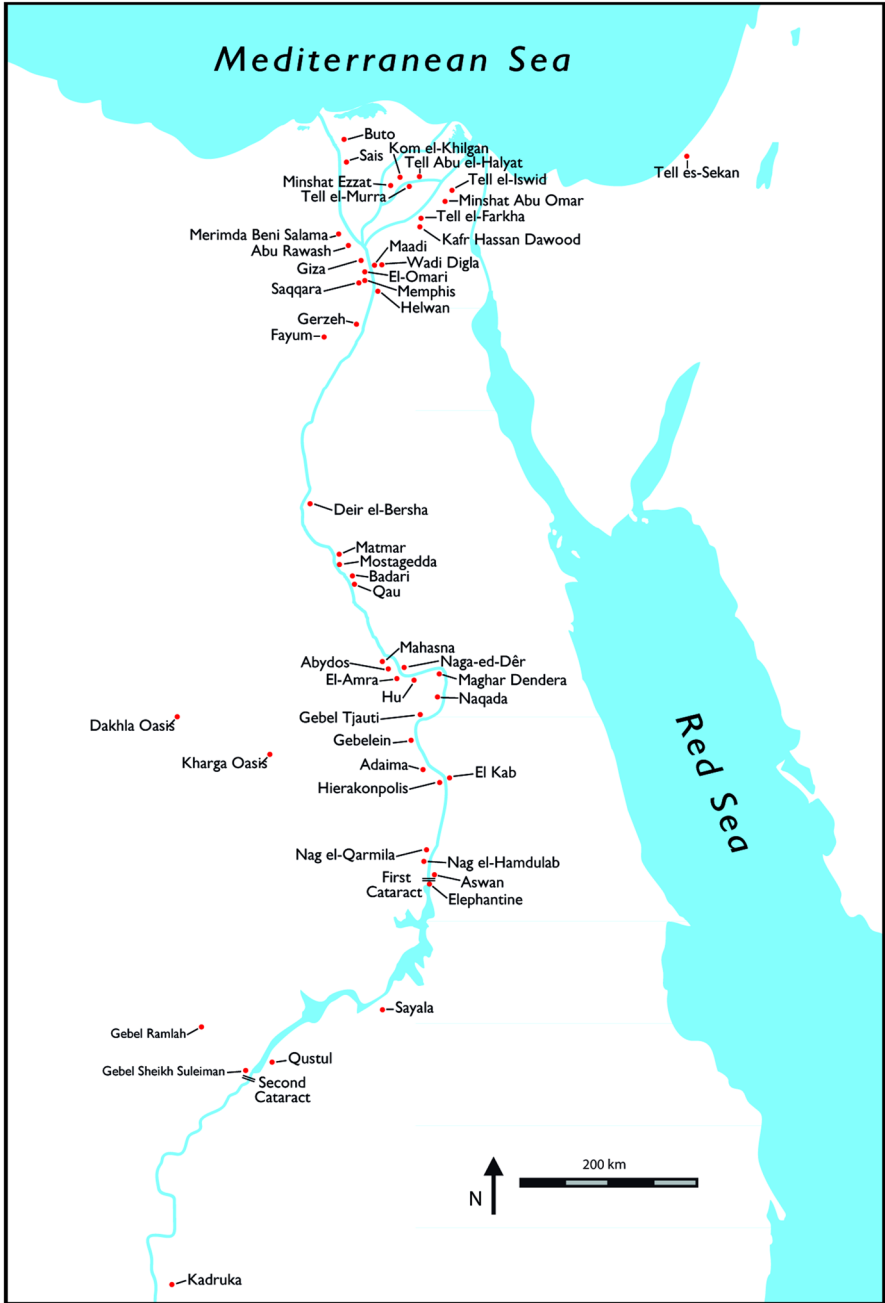 Mediterranean Sea
Buto
Kom el-Khilgan
Sais
Tell Abu el-Halyat
Tell es-Sekan
Minshat Ezzat
Tell el-Iswid
Tell el-Murra
Minshat Abu Omar
Tell el-Farkha
Merimda Beni Salama
Kafr Hassan Dawood
Abu Rawash
Maadi
Giza
Wadi Digla
El-Omari
Saqqara
Memphis
Helwan
Gerzeh
Fayum
Deir el-Bersha
Matmar
Mostagedda
Badari
Qau
Mahasna
Abydos
Naga-ed-Dêr
El-Amra
Maghar Dendera
Hu
Naqada
Gebel Tjauti
Dakhla Oasis
Gebelein
Red Sea
Kharga Oasis
Adaima
El Kab
Hierakonpolis
Nag el-Qarmila
Nag el-Hamdulab
First
Cataract
Aswan
Elephantine
Sayala
Gebel Ramlah
Qustul
Gebel Sheikh Suleiman
Second
Cataract
200 km
N
Kadruka